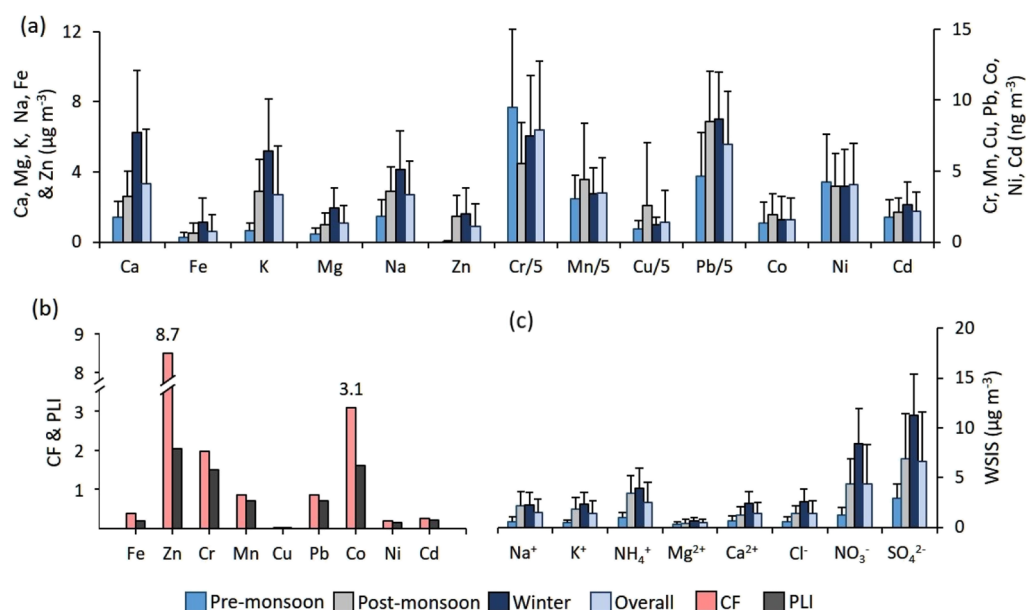 (a)
12
8
4
0
Ca, Mg, K, Na, Fe
& Zn (µg m⁻³)
15
10
5
0
Cr, Mn, Cu, Pb, Co,
Ni, Cd (ng m⁻³)
Ca Fe K Mg Na Zn Cr/5 Mn/5 Cu/5 Pb/5 Co Ni Cd
(b)
9
8
3
2
1
CF & PLI
8.7
3.1
Fe Zn Cr Mn Cu Pb Co Ni Cd
(c)
20
15
10
5
0
WSIS (µg m⁻³)
Na⁺ K⁺ NH₄⁺ Mg²⁺ Ca²⁺ Cl⁻ NO₃⁻ SO₄²⁻
Pre-monsoon Post-monsoon Winter Overall CF PLI